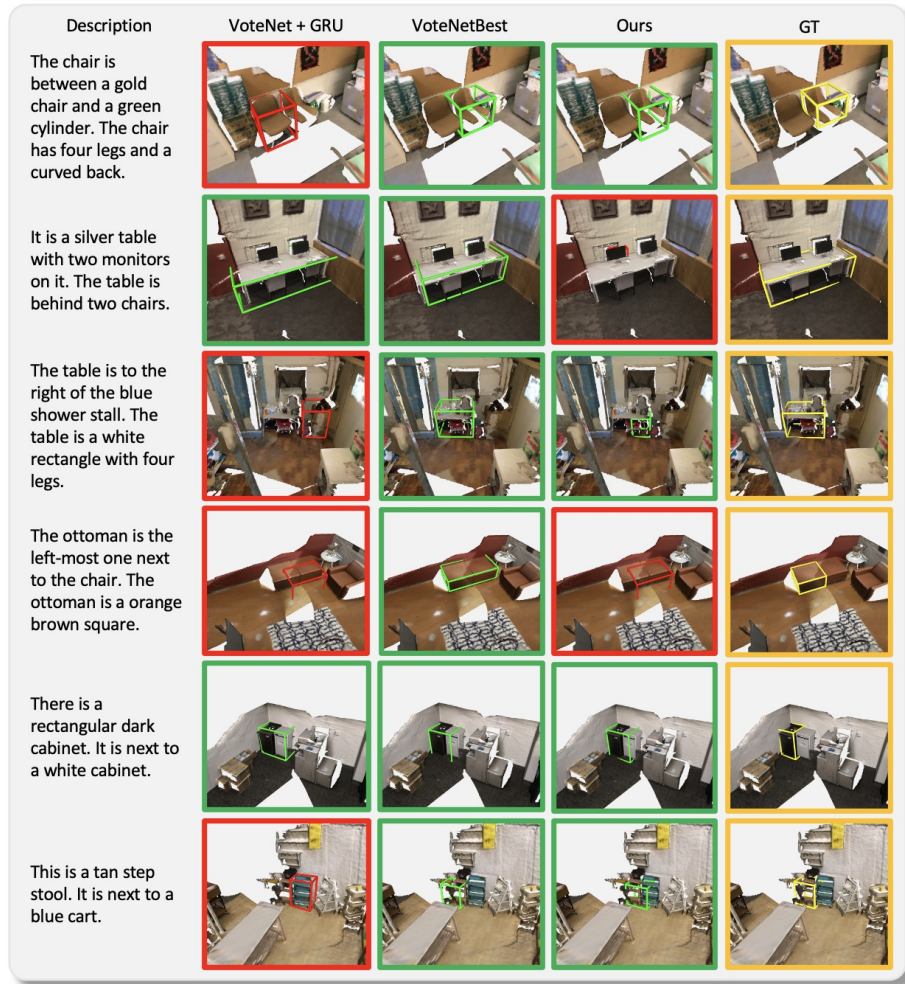 Description VoteNet + GRU VoteNetBest Ours GT
The chair is
between a gold
chair and a green
cylinder. The chair
has four legs and a
curved back.
It is a silver table
with two monitors
on it. The table is
behind two chairs.
The table is to the
right of the blue
shower stall. The
table is a white
rectangle with four
legs.
The ottoman is the
left-most one next
to the chair. The
ottoman is a orange
brown square.
There is a
rectangular dark
cabinet. It is next to
a white cabinet.
This is a tan step
stool. It is next to a
blue cart.